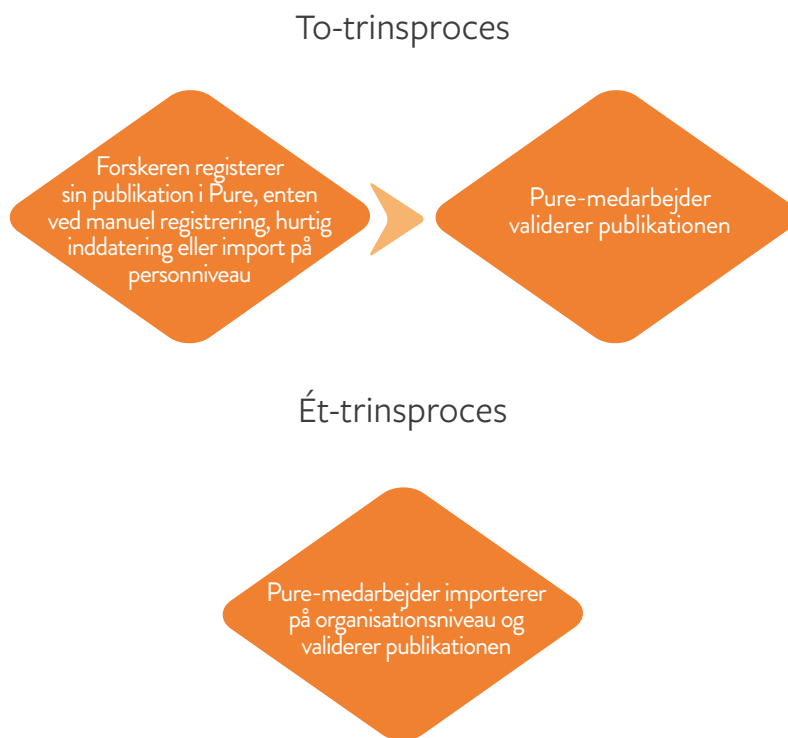 To-trinsproces
Forskeren registerer
sin publikation i Pure, enten
ved manuel registrering, hurtig
inddatering eller import på
personniveau
Pure-medarbejder
validerer publikationen
Ét-trinsproces
Pure-medarbejder importerer
på organisationsniveau og
validerer publikationen